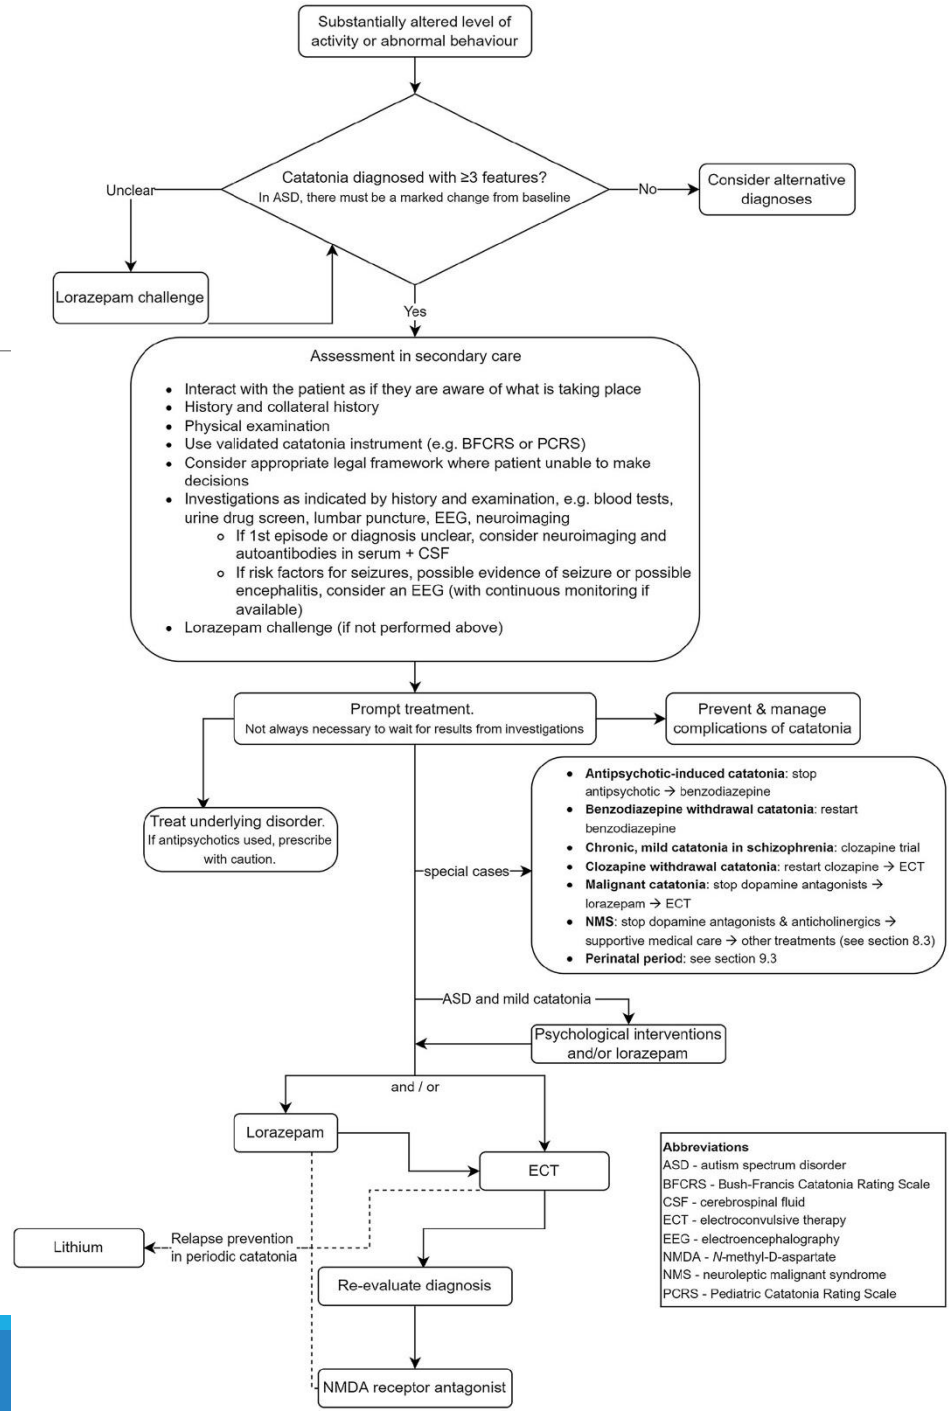 Substantially altered level of
activity or abnormal behaviour
Catatonia diagnosed with ≥3 features?
In ASD, there must be a marked change from baseline
Unclear
No
Consider alternative
diagnoses
Lorazepam challenge
Yes
Assessment in secondary care
• Interact with the patient as if they are aware of what is taking place
• History and collateral history
• Physical examination
• Use validated catatonia instrument (e.g. BFCRS or PCRS)
• Consider appropriate legal framework where patient unable to make
decisions
• Investigations as indicated by history and examination, e.g. blood tests,
urine drug screen, lumbar puncture, EEG, neuroimaging
o If 1st episode or diagnosis unclear, consider neuroimaging and
autoantibodies in serum + CSF
o If risk factors for seizures, possible evidence of seizure or possible
encephalitis, consider an EEG (with continuous monitoring if
available)
• Lorazepam challenge (if not performed above)
Prompt treatment.
Not always necessary to wait for results from investigations
Prevent & manage
complications of catatonia
Treat underlying disorder.
If antipsychotics used, prescribe
with caution.
special cases
• Antipsychotic-induced catatonia: stop
antipsychotic → benzodiazepine
• Benzodiazepine withdrawal catatonia: restart
benzodiazepine
• Chronic, mild catatonia in schizophrenia: clozapine trial
• Clozapine withdrawal catatonia: restart clozapine → ECT
• Malignant catatonia: stop dopamine antagonists →
lorazepam → ECT
• NMS: stop dopamine antagonists & anticholinergics →
supportive medical care → other treatments (see section 8.3)
• Perinatal period: see section 9.3
ASD and mild catatonia
Psychological interventions
and/or lorazepam
and / or
Lorazepam
ECT
Relapse prevention
in periodic catatonia
Lithium
Re-evaluate diagnosis
NMDA receptor antagonist
Abbreviations
ASD - autism spectrum disorder
BFCRS - Bush-Francis Catatonia Rating Scale
CSF - cerebrospinal fluid
ECT - electroconvulsive therapy
EEG - electroencephalography
NMDA - N-methyl-D-aspartate
NMS - neuroleptic malignant syndrome
PCRS - Pediatric Catatonia Rating Scale